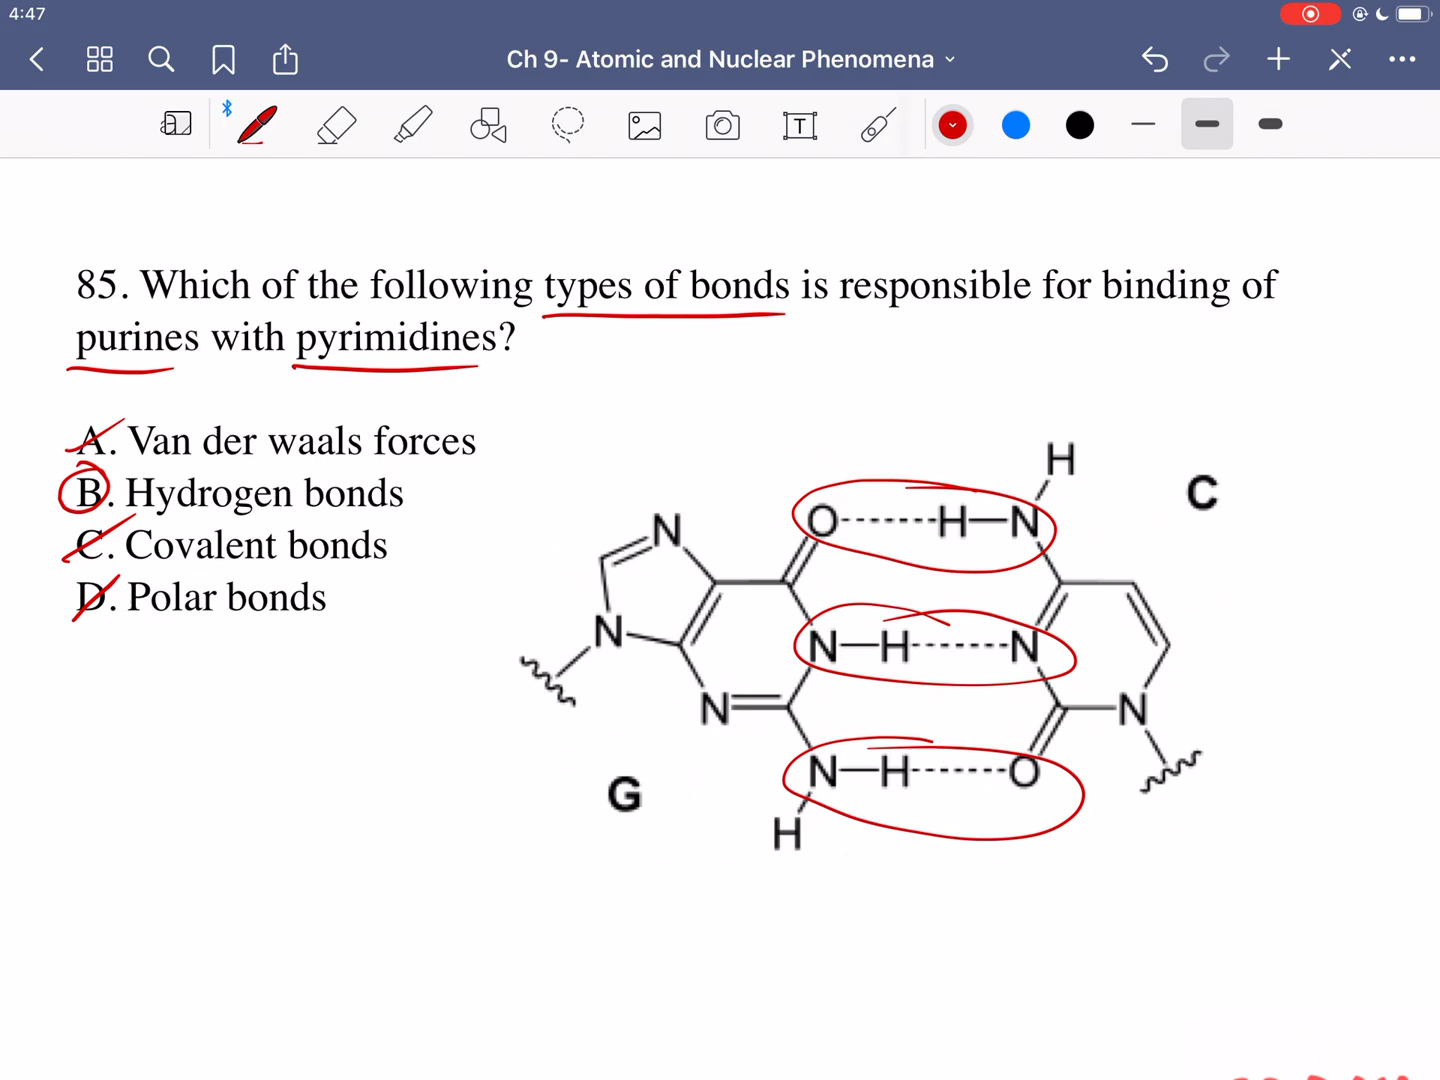 4:47
Ch 9- Atomic and Nuclear Phenomena
a
T
85. Which of the following types of bonds is responsible for binding of
purines with pyrimidines?
A. Van der waals forces
B. Hydrogen bonds
C. Covalent bonds
D. Polar bonds
H
C
O H N
N
N N H N
N N
N H O
G
H